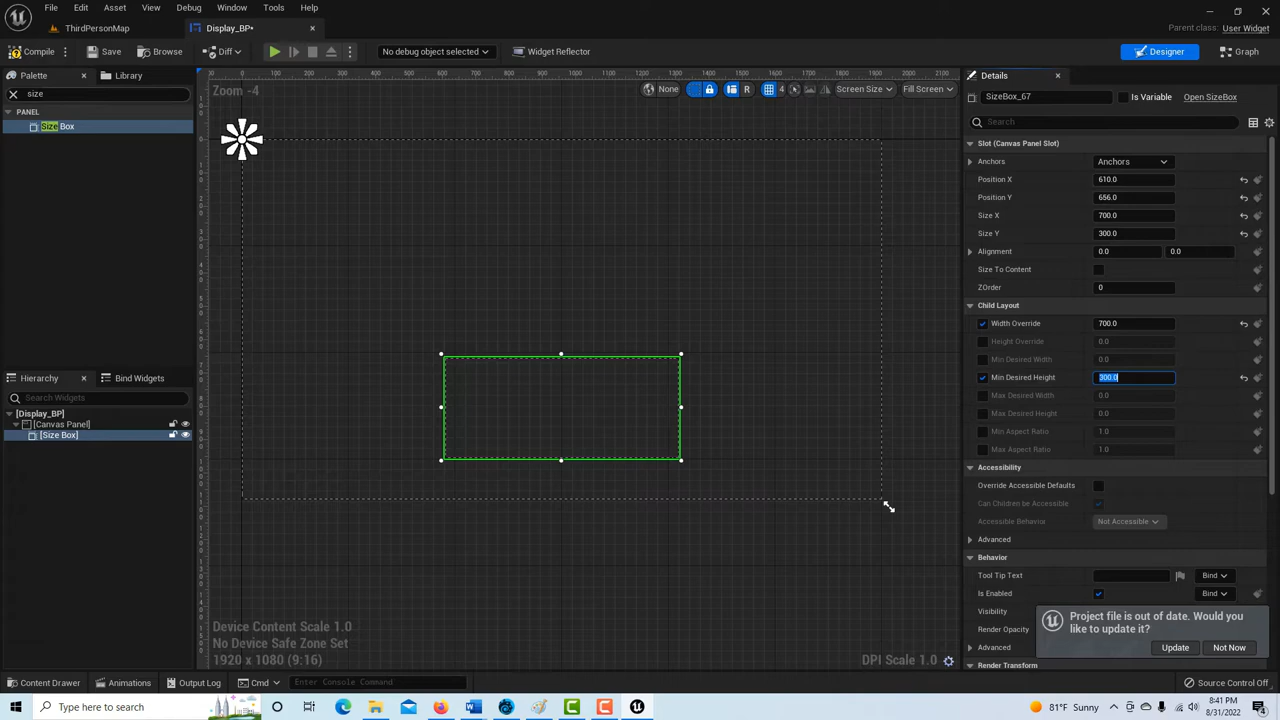 File Edit Asset View Debug Window Tools Help
ThirdPersonMap
Display_BP*
Parent class: User Widget
Compile Save Browse Diff No debug object selected Widget Reflector Designer Graph
Palette Library
size
PANEL
Size Box
Hierarchy Bind Widgets
Search Widgets
[Display_BP]
[Canvas Panel]
[Size Box]
Zoom -4
None R 4 Screen Size Fill Screen
Device Content Scale 1.0
No Device Safe Zone Set
1920 x 1080 (9:16)
DPI Scale 1.0
Details
SizeBox_67 Is Variable Open SizeBox
Search
Slot (Canvas Panel Slot)
Anchors Anchors
Position X 610.0
Position Y 656.0
Size X 700.0
Size Y 300.0
Alignment 0.0 0.0
Size To Content
ZOrder 0
Child Layout
Width Override 700.0
Height Override 0.0
Min Desired Width 0.0
Min Desired Height 300.0
Max Desired Width 0.0
Max Desired Height 0.0
Min Aspect Ratio 1.0
Max Aspect Ratio 1.0
Accessibility
Override Accessible Defaults
Can Children be Accessible
Accessible Behavior Not Accessible
Advanced
Behavior
Tool Tip Text Bind
Is Enabled Bind
Visibility
Render Opacity
Advanced
Render Transform
Project file is out of date. Would you
like to update it?
Update Not Now
Content Drawer Animations Output Log Cmd Enter Console Command Source Control Off
Type here to search
81°F Sunny
8:41 PM
8/31/2022